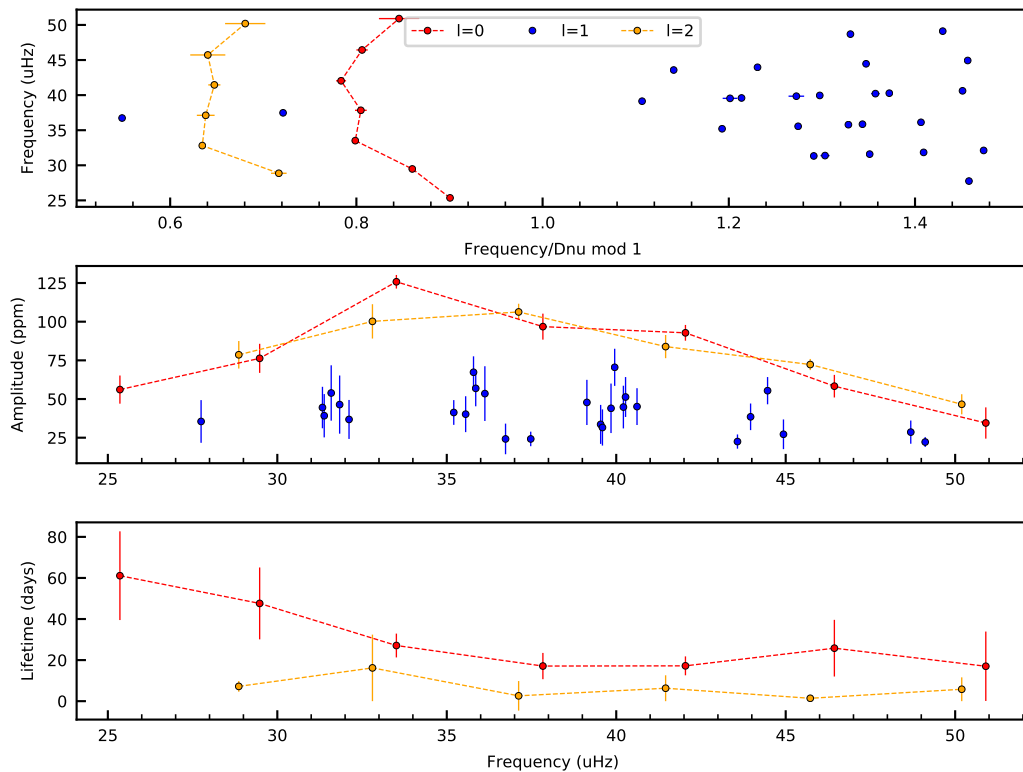 l=0 l=1 l=2
50
45
40
35
30
25
Frequency (uHz)
0.6 0.8 1.0 1.2 1.4
Frequency/Dnu mod 1
125
100
75
50
25
Amplitude (ppm)
25 30 35 40 45 50
80
60
40
20
0
Lifetime (days)
25 30 35 40 45 50
Frequency (uHz)